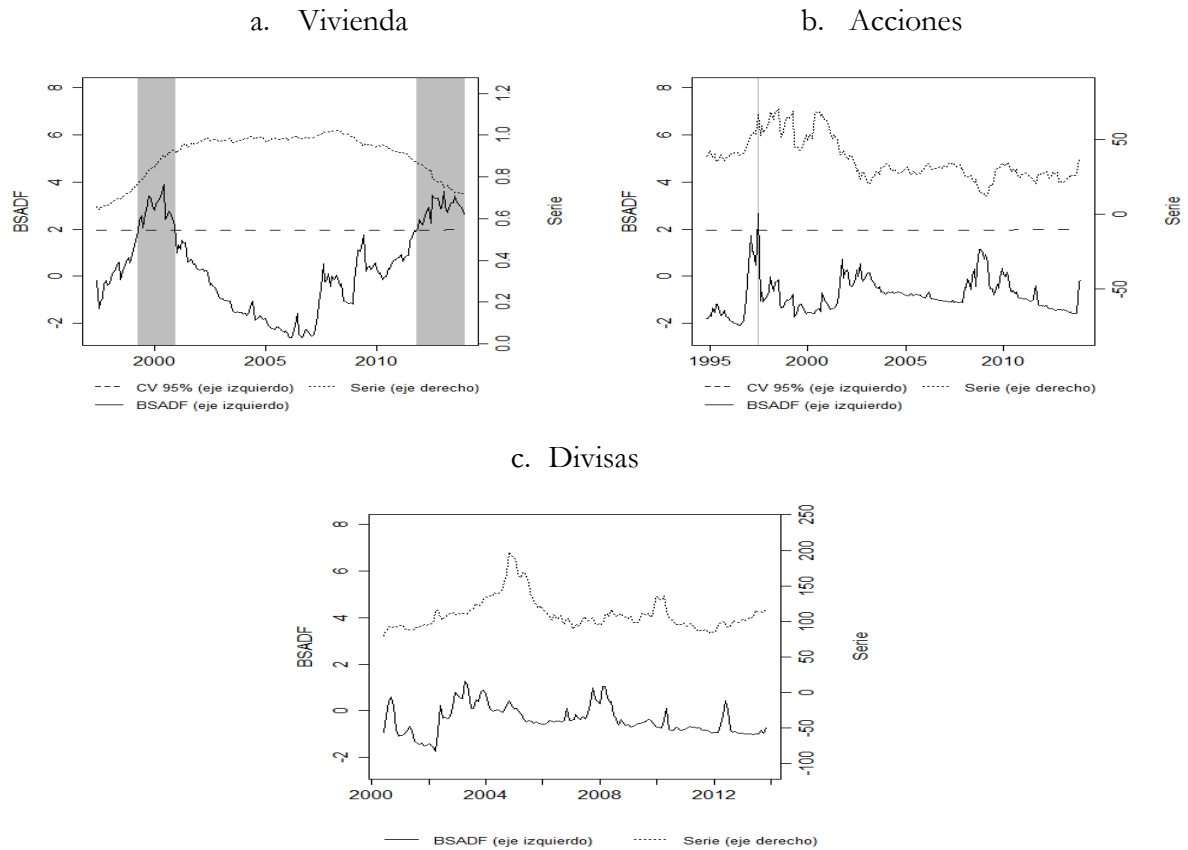 a. Vivienda
BSADF
8
6
4
2
0
-2
1.2
1.0
0.8
0.6
0.4
0.2
0.0
Serie
2000 2005 2010
CV 95% (eje izquierdo) Serie (eje derecho)
BSADF (eje izquierdo)
b. Acciones
BSADF
8
6
4
2
0
-2
50
0
-50
Serie
1995 2000 2005 2010
CV 95% (eje izquierdo) Serie (eje derecho)
BSADF (eje izquierdo)
c. Divisas
BSADF
8
6
4
2
0
-2
250
200
150
100
50
0
-50
-100
Serie
2000 2004 2008 2012
BSADF (eje izquierdo) Serie (eje derecho)